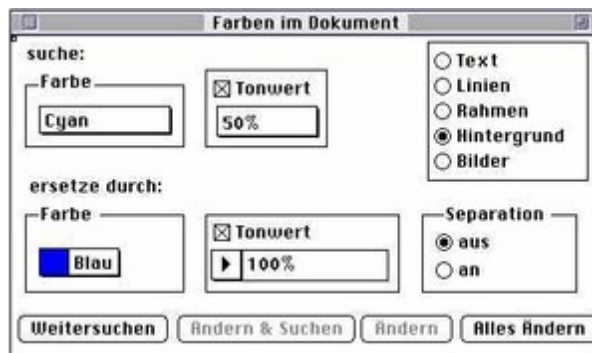 Farben im Dokument
suche:
Farbe
Cyan
Tonwert
50%
Text
Linien
Rahmen
Hintergrund
Bilder
ersetze durch:
Farbe
Blau
Tonwert
100%
Separation
aus
an
Weitersuchen
Ändern & Suchen
Ändern
Alles Ändern